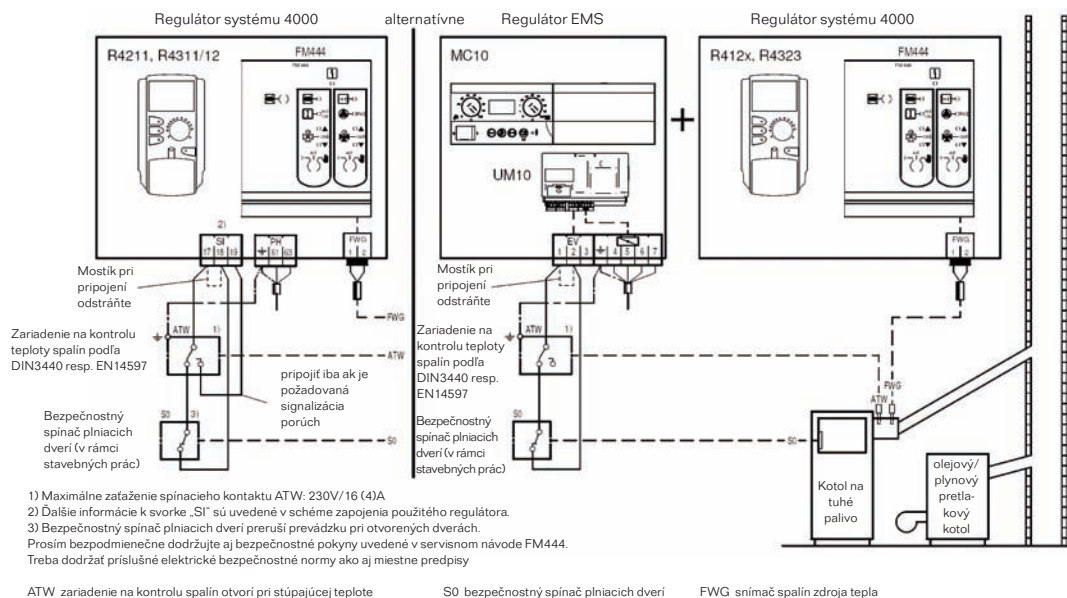 Regulátor systému 4000
alternatívne
Regulátor EMS
Regulátor systému 4000
R4211, R4311/12
FM444
FM 444
MC10
UM10
R412x, R4323
FM444
FM 444
2)
SI
17 18 19
PH
61 63
FWG
1 2
EV
1 2 3
4 5 6 7
FWG
1 2
Mostík pri
pripojení
odstráňte
Zariadenie na kontrolu
teploty spalín podľa
DIN3440 resp. EN14597
ATW
1)
FWG
ATW
pripojiť iba ak je
požadovaná
signalizácia
porúch
Bezpečnostný
spínač plniacich
dverí (v rámci
stavebných prác)
S0
3)
S0
Mostík pri
pripojení
odstráňte
Zariadenie na
kontrolu teploty
spalín podľa
DIN3440 resp.
EN14597
ATW
1)
Bezpečnostný
spínač plniacich
dverí (v rámci
stavebných prác)
S0
S0
ATW
FWG
Kotol na
tuhé
palivo
olejový/
plynový
pretla-
kový
kotol
1) Maximálne zaťaženie spínacieho kontaktu ATW: 230V/16 (4)A
2) Ďalšie informácie k svorke „SI“ sú uvedené v schéme zapojenia použitého regulátora.
3) Bezpečnostný spínač plniacich dverí preruší prevádzku pri otvorených dverách.
Prosím bezpodmienečne dodržujte aj bezpečnostné pokyny uvedené v servisnom návode FM444.
Treba dodržať príslušné elektrické bezpečnostné normy ako aj miestne predpisy
ATW zariadenie na kontrolu spalín otvorí pri stúpajúcej teplote
S0 bezpečnostný spínač plniacich dverí
FWG snímač spalín zdroja tepla